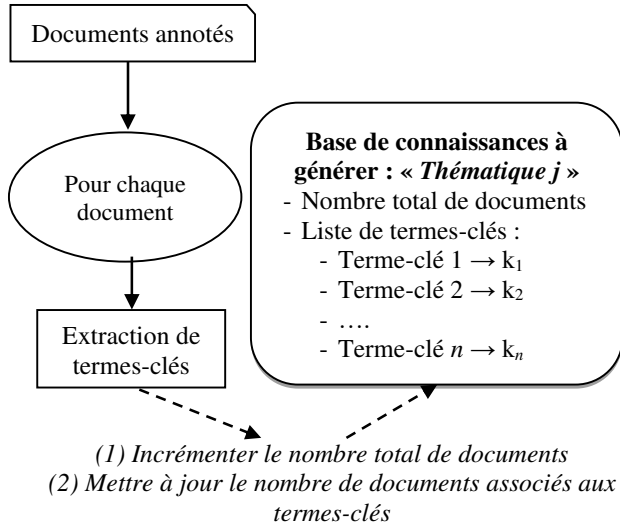 Documents annotés
Pour chaque
document
Extraction de
termes-clés
Base de connaissances à
générer : « Thématique j »
- Nombre total de documents
- Liste de termes-clés :
- Terme-clé 1 → k₁
- Terme-clé 2 → k₂
- ….
- Terme-clé n → kₙ
(1) Incrémenter le nombre total de documents
(2) Mettre à jour le nombre de documents associés aux
termes-clés